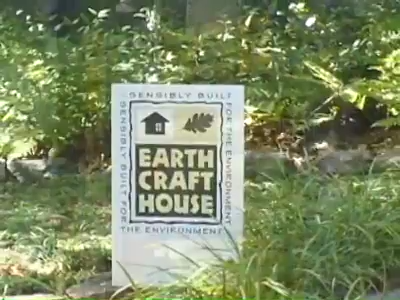 SENSIBLY BUILT
FOR THE ENVIRONMENT
SENSIBLY BUILT FOR
THE ENVIRONMENT
EARTH
CRAFT
HOUSE